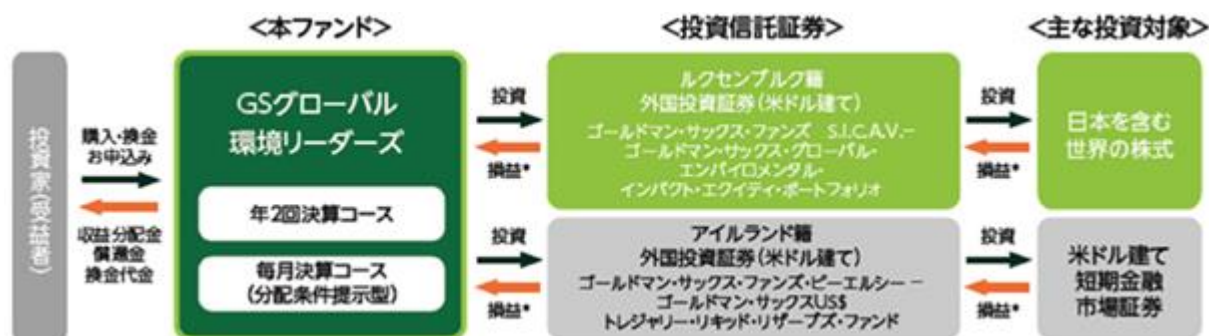 <本ファンド>
<投資信託証券>
<主な投資対象>
投資家(受益者)
購入・換金
お申込み
収益分配金
償還金
換金代金
GSグローバル
環境リーダーズ
年2回決算コース
毎月決算コース
(分配条件提示型)
投資
損益*
ルクセンブルク籍
外国投資証券(米ドル建て)
ゴールドマン・サックス・ファンズ S.I.C.A.V.−
ゴールドマン・サックス・グローバル・
エンバイロメンタル・
インパクト・エクイティ・ポートフォリオ
投資
損益*
日本を含む
世界の株式
投資
損益*
アイルランド籍
外国投資証券(米ドル建て)
ゴールドマン・サックス・ファンズ・ピーエルシー −
ゴールドマン・サックスUS$
トレジャリー・リキッド・リザーブズ・ファンド
投資
損益*
米ドル建て
短期金融
市場証券